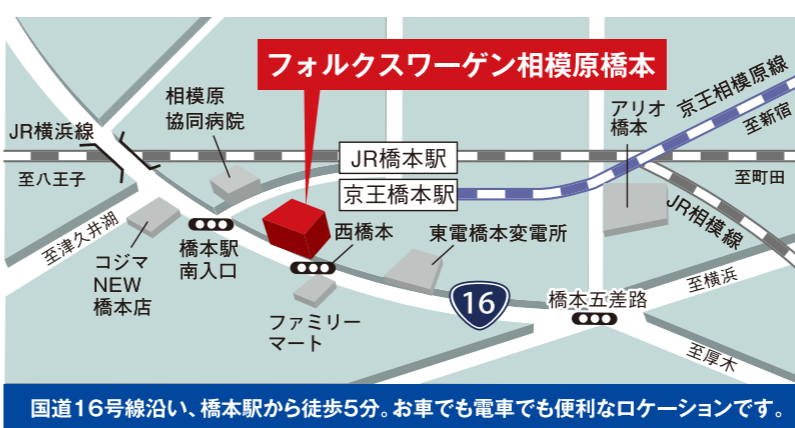 フォルクスワーゲン相模原橋本
相模原
協同病院
アリオ
橋本
京王相模原線
至新宿
JR横浜線
JR橋本駅
至八王子
京王橋本駅
至町田
JR相模線
至津久井湖
コジマ
NEW
橋本店
橋本駅
南入口
西橋本
東電橋本変電所
ファミリー
マート
16
橋本五差路
至横浜
至厚木
国道16号線沿い、橋本駅から徒歩5分。お車でも電車でも便利なロケーションです。